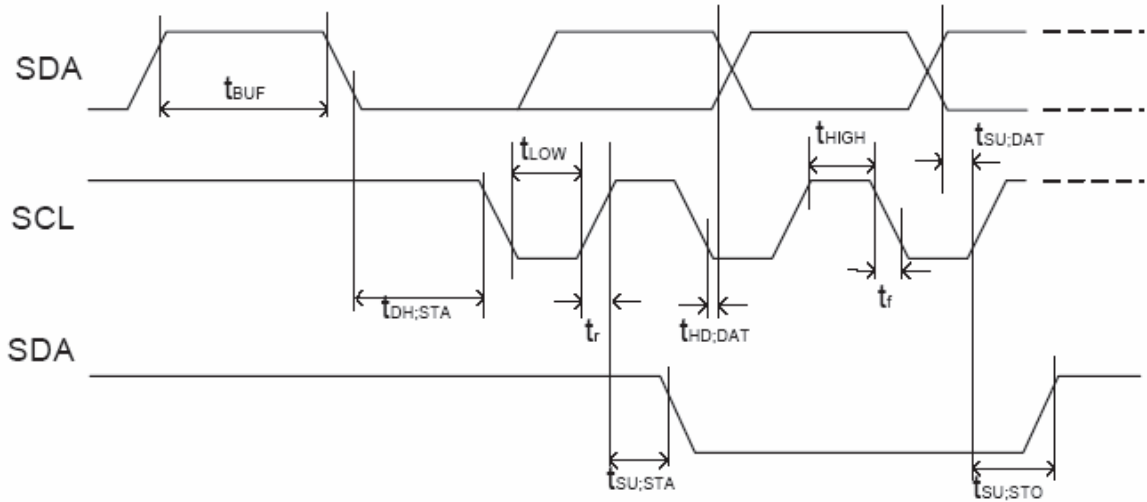 SDA
tBUF
tHIGH
tSU;DAT
tLOW
SCL
tDH;STA
tr
tHD;DAT
tf
SDA
tSU;STA
tSU;STO